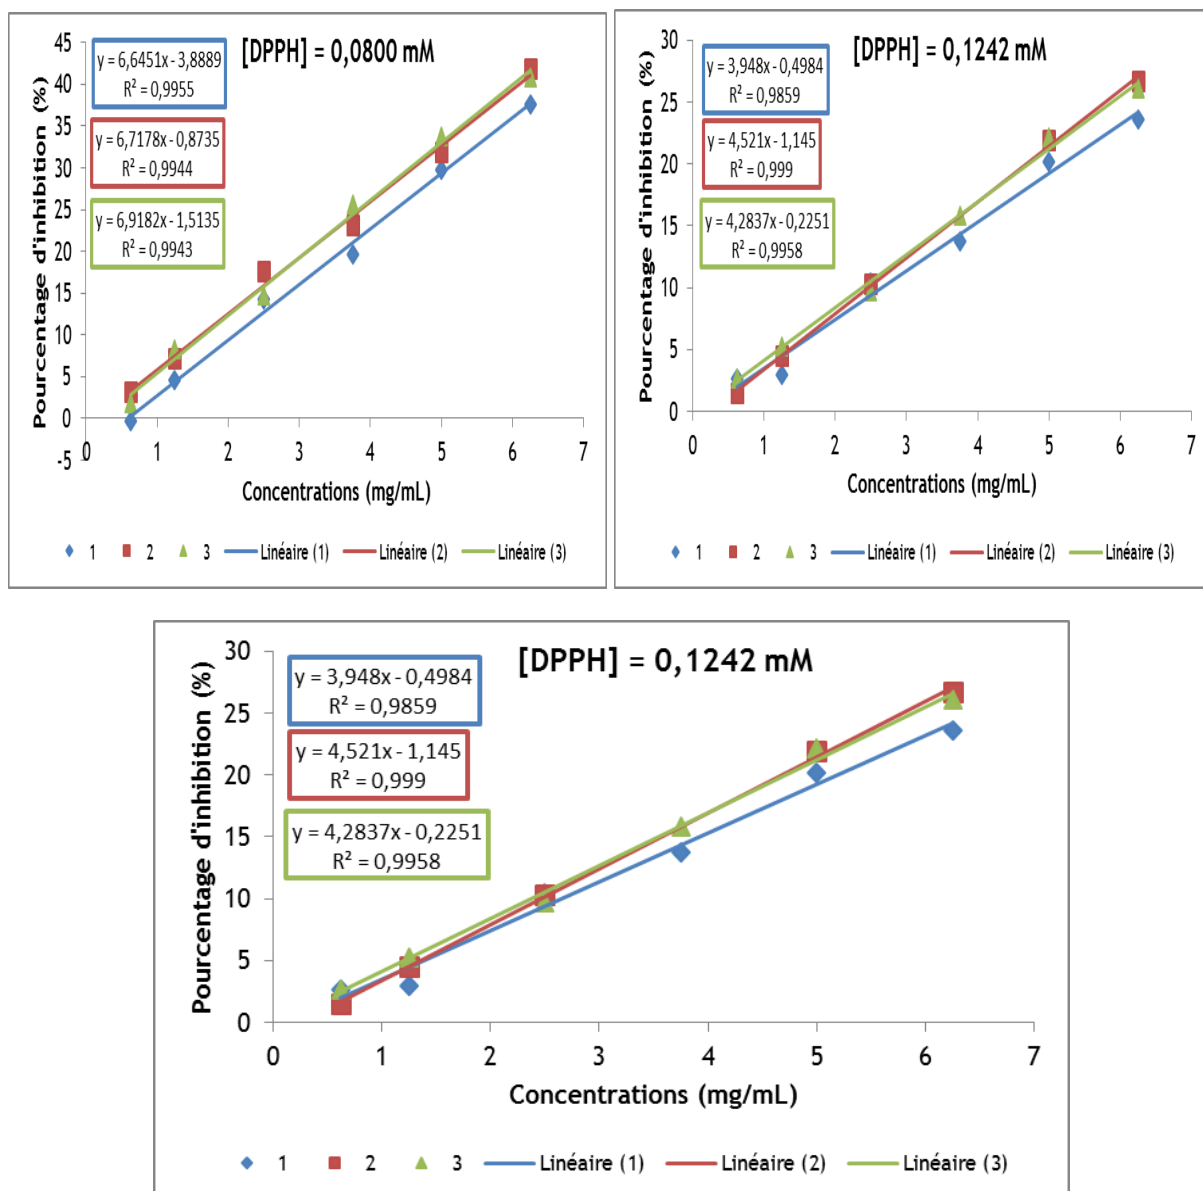 [DPPH] = 0,0800 mM
y = 6,6451x - 3,8889
R² = 0,9955
y = 6,7178x - 0,8735
R² = 0,9944
y = 6,9182x - 1,5135
R² = 0,9943
Pourcentage d'inhibition (%)
45
40
35
30
25
20
15
10
5
0
-5
0 1 2 3 4 5 6 7
Concentrations (mg/mL)
1 2 3 Linéaire (1) Linéaire (2) Linéaire (3)
[DPPH] = 0,1242 mM
y = 3,948x - 0,4984
R² = 0,9859
y = 4,521x - 1,145
R² = 0,999
y = 4,2837x - 0,2251
R² = 0,9958
Pourcentage d'inhibition (%)
30
25
20
15
10
5
0
0 1 2 3 4 5 6 7
Concentrations (mg/mL)
1 2 3 Linéaire (1) Linéaire (2) Linéaire (3)
[DPPH] = 0,1242 mM
y = 3,948x - 0,4984
R² = 0,9859
y = 4,521x - 1,145
R² = 0,999
y = 4,2837x - 0,2251
R² = 0,9958
Pourcentage d'inhibition (%)
30
25
20
15
10
5
0
0 1 2 3 4 5 6 7
Concentrations (mg/mL)
1 2 3 Linéaire (1) Linéaire (2) Linéaire (3)